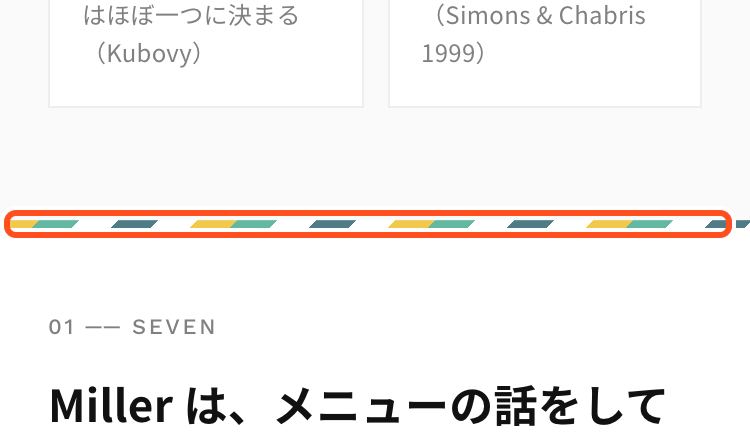 はほぼ一つに決まる
（Kubovy）
（Simons & Chabris
1999）
01 —— SEVEN
Miller は、メニューの話をして